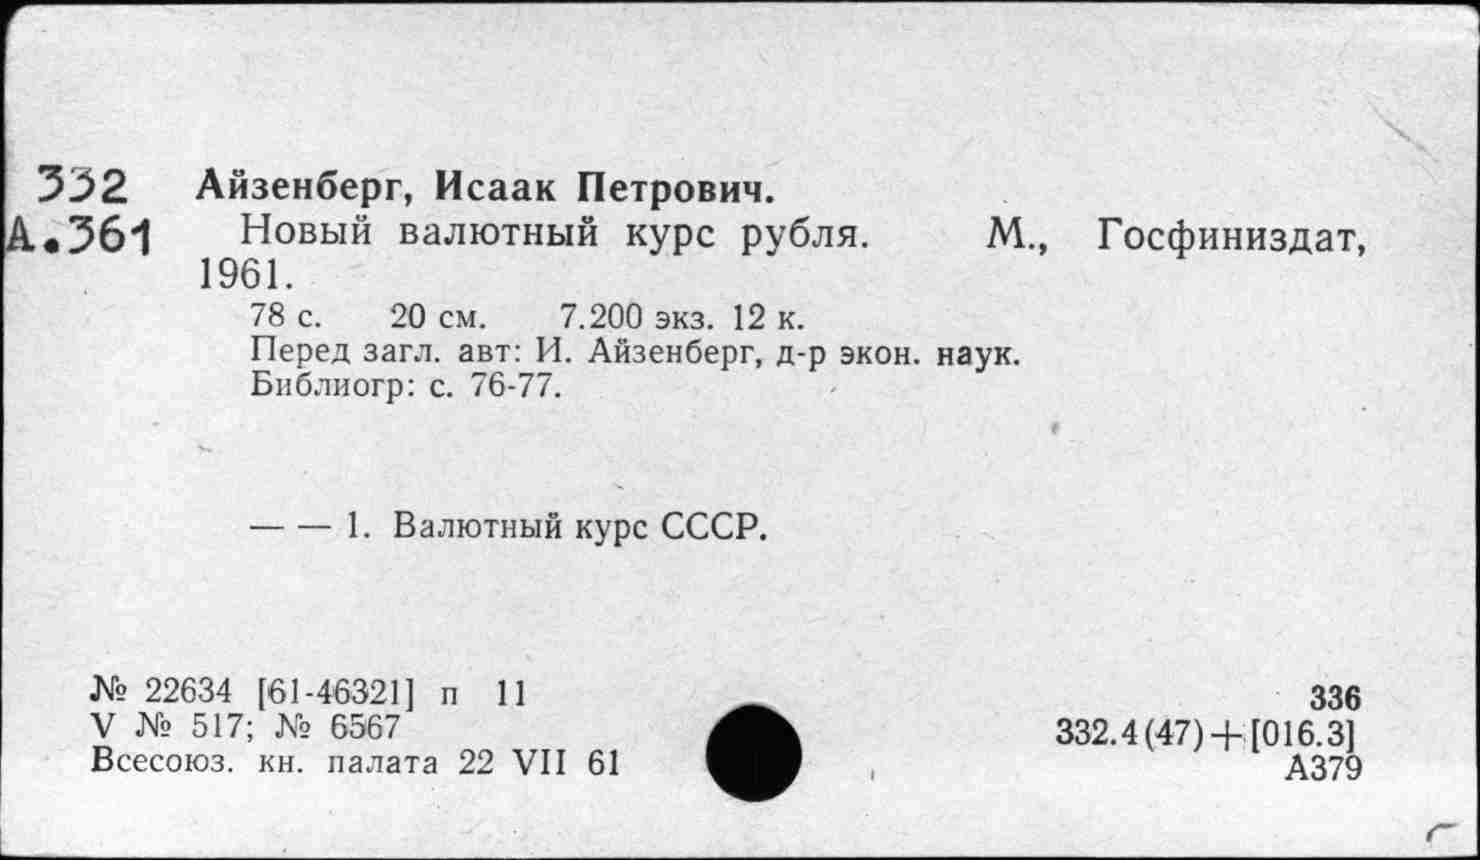 332 Айзенберг, Исаак Петрович.
А.361 Новый валютный курс рубля. М., Госфиниздат,
1961.
78 с. 20 см. 7.200 экз. 12 к.
Перед загл. авт: И. Айзенберг, д-р экон. наук.
Библиогр: с. 76-77.
— — 1. Валютный курс СССР.
№ 22634 [61-46321] п 11
V № 517; № 6567
Всесоюз. кн. палата 22 VII 61
336
332.4(47)+[016.3]
А379